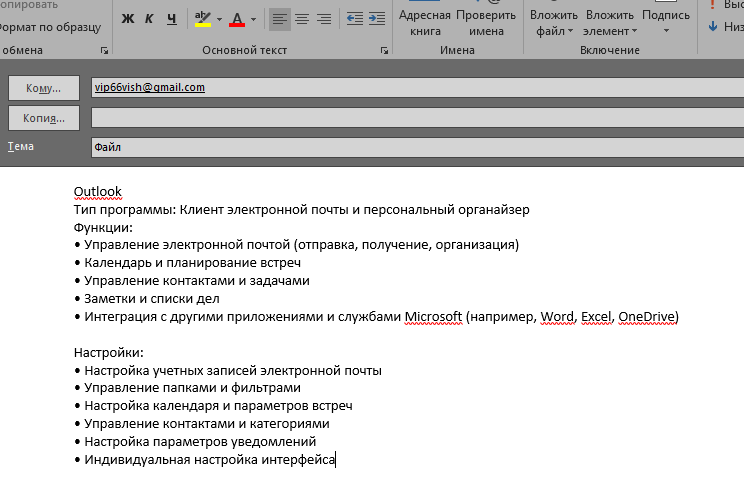 опировать
Формат по образцу
обмена
Ж К Ч
Основной текст
Адресная книга
Проверить имена
Имена
Вложить файл
Вложить элемент
Подпись
Включение
Низ
Кому...
vip66vish@gmail.com
Копия...
Тема
Файл
Outlook
Тип программы: Клиент электронной почты и персональный органайзер
Функции:
• Управление электронной почтой (отправка, получение, организация)
• Календарь и планирование встреч
• Управление контактами и задачами
• Заметки и списки дел
• Интеграция с другими приложениями и службами Microsoft (например, Word, Excel, OneDrive)
Настройки:
• Настройка учетных записей электронной почты
• Управление папками и фильтрами
• Настройка календаря и параметров встреч
• Управление контактами и категориями
• Настройка параметров уведомлений
• Индивидуальная настройка интерфейса